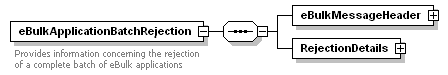 eBulkMessageHeader
eBulkApplicationBatchRejection
Provides information concerning the rejection
of a complete batch of eBulk applications
RejectionDetails